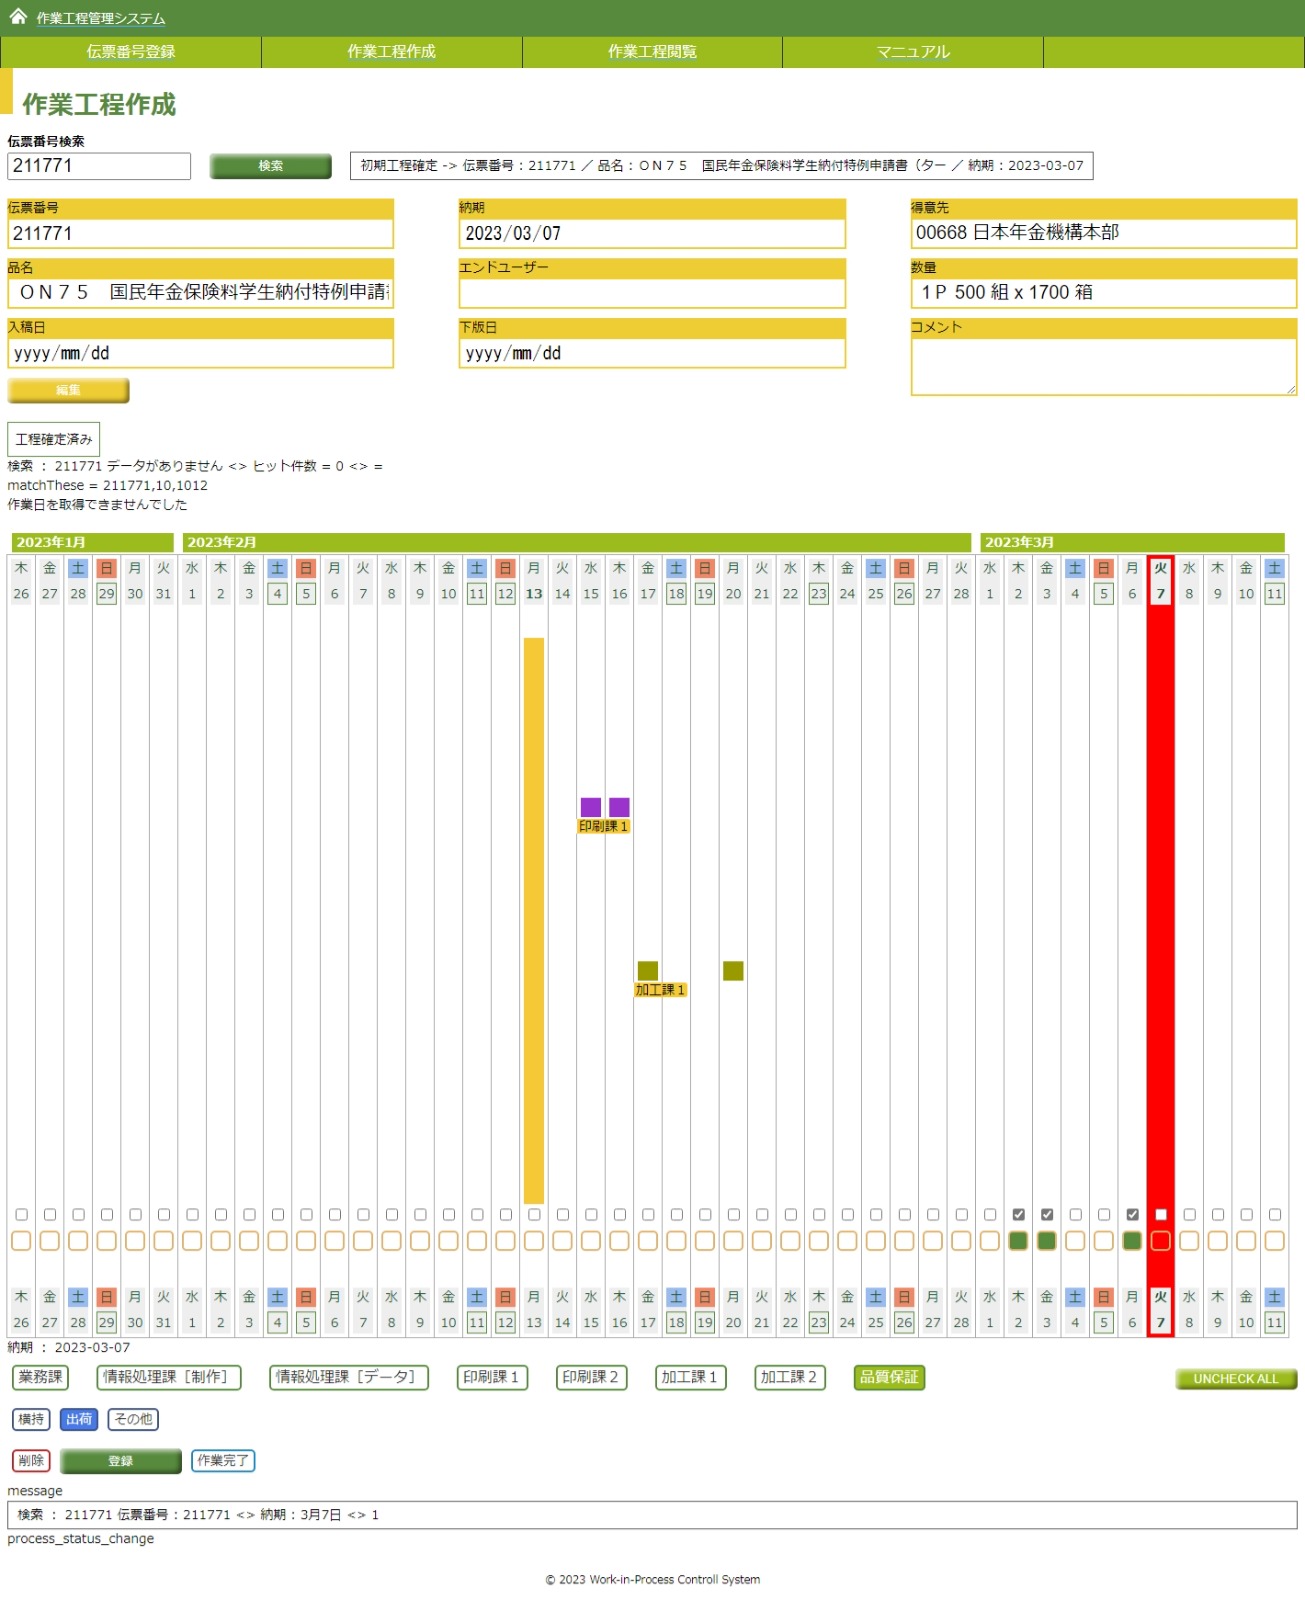 作業工程管理システム
伝票番号登録 作業工程作成 作業工程閲覧 マニュアル
作業工程作成
伝票番号検索
211771 検索 初期工程確定 -> 伝票番号：211771 ／ 品名：ＯＮ７５　国民年金保険料学生納付特例申請書（ター ／ 納期：2023-03-07
伝票番号 納期 得意先
211771 2023/03/07 00668 日本年金機構本部
品名 エンドユーザー 数量
ＯＮ７５　国民年金保険料学生納付特例申請 1Ｐ 500 組 x 1700 箱
入稿日 下版日 コメント
yyyy/mm/dd yyyy/mm/dd
編集
工程確定済み
検索 ： 211771 データがありません <> ヒット件数 = 0 <> =
matchThese = 211771,10,1012
作業日を取得できませんでした
2023年1月 2023年2月 2023年3月
木 金 土 日 月 火 水 木 金 土 日 月 火 水 木 金 土 日 月 火 水 木 金 土 日 月 火 水 木 金 土 日 月 火 水 木 金 土 日 月 火 水 木 金 土
26 27 28 29 30 31 1 2 3 4 5 6 7 8 9 10 11 12 13 14 15 16 17 18 19 20 21 22 23 24 25 26 27 28 1 2 3 4 5 6 7 8 9 10 11
印刷課１
加工課１
木 金 土 日 月 火 水 木 金 土 日 月 火 水 木 金 土 日 月 火 水 木 金 土 日 月 火 水 木 金 土 日 月 火 水 木 金 土 日 月 火 水 木 金 土
26 27 28 29 30 31 1 2 3 4 5 6 7 8 9 10 11 12 13 14 15 16 17 18 19 20 21 22 23 24 25 26 27 28 1 2 3 4 5 6 7 8 9 10 11
納期 ： 2023-03-07
業務課 情報処理課［制作］ 情報処理課［データ］ 印刷課１ 印刷課２ 加工課１ 加工課２ 品質保証 UNCHECK ALL
横持 出荷 その他
削除 登録 作業完了
message
検索 ： 211771 伝票番号：211771 <> 納期：3月7日 <> 1
process_status_change
© 2023 Work-in-Process Controll System